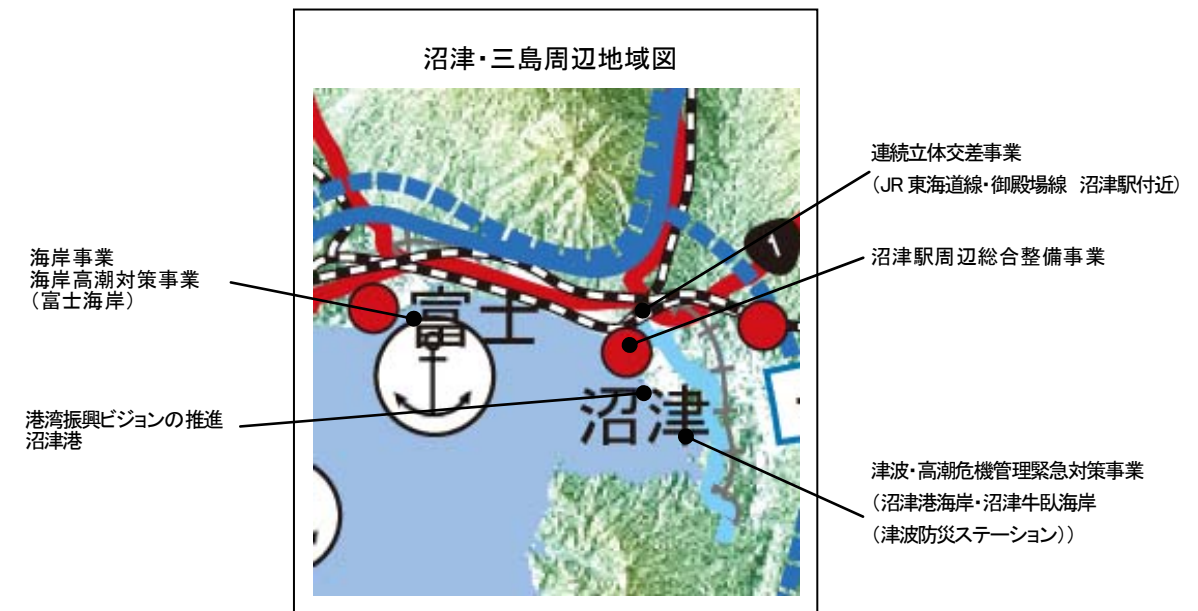 沼津・三島周辺地域図
海岸事業
海岸高潮対策事業
（富士海岸）
港湾振興ビジョンの推進
沼津港
富士
沼津
1
連続立体交差事業
（JR東海道線・御殿場線　沼津駅付近）
沼津駅周辺総合整備事業
津波・高潮危機管理緊急対策事業
（沼津港海岸・沼津牛臥海岸
（津波防災ステーション））